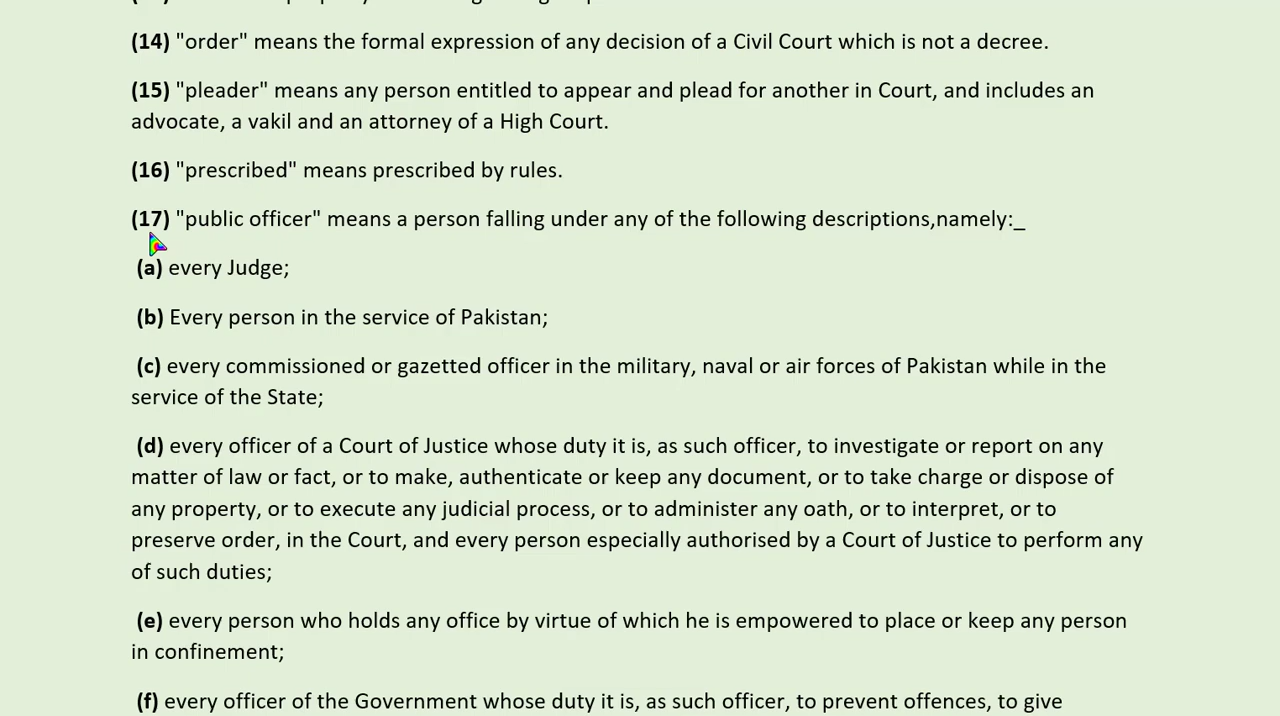 (14) "order" means the formal expression of any decision of a Civil Court which is not a decree.
(15) "pleader" means any person entitled to appear and plead for another in Court, and includes an
advocate, a vakil and an attorney of a High Court.
(16) "prescribed" means prescribed by rules.
(17) "public officer" means a person falling under any of the following descriptions,namely:_
(a) every Judge;
(b) Every person in the service of Pakistan;
(c) every commissioned or gazetted officer in the military, naval or air forces of Pakistan while in the
service of the State;
(d) every officer of a Court of Justice whose duty it is, as such officer, to investigate or report on any
matter of law or fact, or to make, authenticate or keep any document, or to take charge or dispose of
any property, or to execute any judicial process, or to administer any oath, or to interpret, or to
preserve order, in the Court, and every person especially authorised by a Court of Justice to perform any
of such duties;
(e) every person who holds any office by virtue of which he is empowered to place or keep any person
in confinement;
(f) every officer of the Government whose duty it is, as such officer, to prevent offences, to give